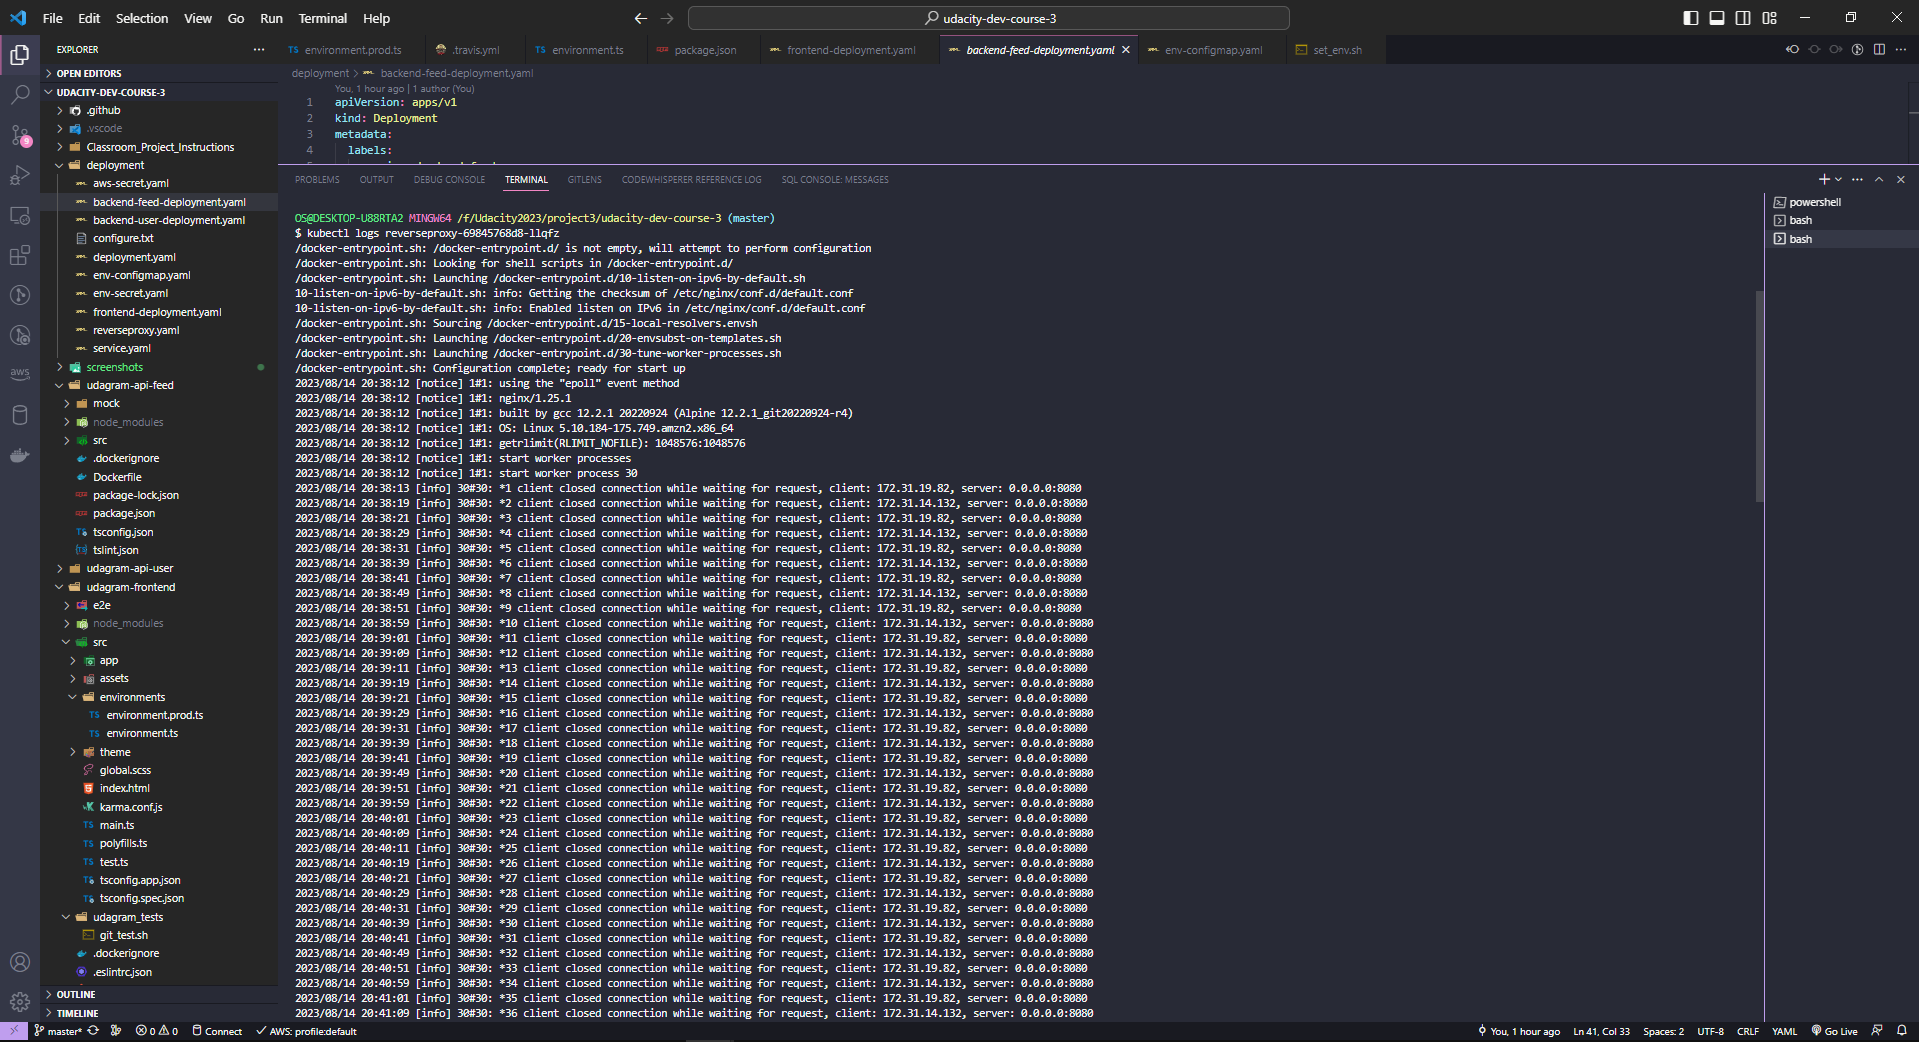 File Edit Selection View Go Run Terminal Help
udacity-dev-course-3
EXPLORER
OPEN EDITORS
UDACITY-DEV-COURSE-3
.github
.vscode
Classroom_Project_Instructions
deployment
aws-secret.yaml
backend-feed-deployment.yaml
backend-user-deployment.yaml
configure.txt
deployment.yaml
env-configmap.yaml
env-secret.yaml
frontend-deployment.yaml
reverseproxy.yaml
service.yaml
screenshots
udagram-api-feed
mock
node_modules
src
.dockerignore
Dockerfile
package-lock.json
package.json
tsconfig.json
tslint.json
udagram-api-user
udagram-frontend
e2e
node_modules
src
app
assets
environments
environment.prod.ts
environment.ts
theme
global.scss
index.html
karma.conf.js
main.ts
polyfills.ts
test.ts
tsconfig.app.json
tsconfig.spec.json
udagram_tests
git_test.sh
.dockerignore
.eslintrc.json
OUTLINE
TIMELINE
environment.prod.ts .travis.yml environment.ts package.json frontend-deployment.yaml backend-feed-deployment.yaml env-configmap.yaml set_env.sh
deployment > backend-feed-deployment.yaml
You, 1 hour ago | 1 author (You)
1 apiVersion: apps/v1
2 kind: Deployment
3 metadata:
4 labels:
PROBLEMS OUTPUT DEBUG CONSOLE TERMINAL GITLENS CODEWHISPERER REFERENCE LOG SQL CONSOLE: MESSAGES
OS@DESKTOP-U88RTA2 MINGW64 /f/Udacity2023/project3/udacity-dev-course-3 (master)
$ kubectl logs reverseproxy-69845768d8-llqfz
/docker-entrypoint.sh: /docker-entrypoint.d/ is not empty, will attempt to perform configuration
/docker-entrypoint.sh: Looking for shell scripts in /docker-entrypoint.d/
/docker-entrypoint.sh: Launching /docker-entrypoint.d/10-listen-on-ipv6-by-default.sh
10-listen-on-ipv6-by-default.sh: info: Getting the checksum of /etc/nginx/conf.d/default.conf
10-listen-on-ipv6-by-default.sh: info: Enabled listen on IPv6 in /etc/nginx/conf.d/default.conf
/docker-entrypoint.sh: Sourcing /docker-entrypoint.d/15-local-resolvers.envsh
/docker-entrypoint.sh: Launching /docker-entrypoint.d/20-envsubst-on-templates.sh
/docker-entrypoint.sh: Launching /docker-entrypoint.d/30-tune-worker-processes.sh
/docker-entrypoint.sh: Configuration complete; ready for start up
2023/08/14 20:38:12 [notice] 1#1: using the "epoll" event method
2023/08/14 20:38:12 [notice] 1#1: nginx/1.25.1
2023/08/14 20:38:12 [notice] 1#1: built by gcc 12.2.1 20220924 (Alpine 12.2.1_git20220924-r4)
2023/08/14 20:38:12 [notice] 1#1: OS: Linux 5.10.184-175.749.amzn2.x86_64
2023/08/14 20:38:12 [notice] 1#1: getrlimit(RLIMIT_NOFILE): 1048576:1048576
2023/08/14 20:38:12 [notice] 1#1: start worker processes
2023/08/14 20:38:12 [notice] 1#1: start worker process 30
2023/08/14 20:38:13 [info] 30#30: *1 client closed connection while waiting for request, client: 172.31.19.82, server: 0.0.0.0:8080
2023/08/14 20:38:19 [info] 30#30: *2 client closed connection while waiting for request, client: 172.31.14.132, server: 0.0.0.0:8080
2023/08/14 20:38:21 [info] 30#30: *3 client closed connection while waiting for request, client: 172.31.19.82, server: 0.0.0.0:8080
2023/08/14 20:38:29 [info] 30#30: *4 client closed connection while waiting for request, client: 172.31.14.132, server: 0.0.0.0:8080
2023/08/14 20:38:31 [info] 30#30: *5 client closed connection while waiting for request, client: 172.31.19.82, server: 0.0.0.0:8080
2023/08/14 20:38:39 [info] 30#30: *6 client closed connection while waiting for request, client: 172.31.14.132, server: 0.0.0.0:8080
2023/08/14 20:38:41 [info] 30#30: *7 client closed connection while waiting for request, client: 172.31.19.82, server: 0.0.0.0:8080
2023/08/14 20:38:49 [info] 30#30: *8 client closed connection while waiting for request, client: 172.31.14.132, server: 0.0.0.0:8080
2023/08/14 20:38:51 [info] 30#30: *9 client closed connection while waiting for request, client: 172.31.19.82, server: 0.0.0.0:8080
2023/08/14 20:38:59 [info] 30#30: *10 client closed connection while waiting for request, client: 172.31.14.132, server: 0.0.0.0:8080
2023/08/14 20:39:01 [info] 30#30: *11 client closed connection while waiting for request, client: 172.31.19.82, server: 0.0.0.0:8080
2023/08/14 20:39:09 [info] 30#30: *12 client closed connection while waiting for request, client: 172.31.14.132, server: 0.0.0.0:8080
2023/08/14 20:39:11 [info] 30#30: *13 client closed connection while waiting for request, client: 172.31.19.82, server: 0.0.0.0:8080
2023/08/14 20:39:19 [info] 30#30: *14 client closed connection while waiting for request, client: 172.31.14.132, server: 0.0.0.0:8080
2023/08/14 20:39:21 [info] 30#30: *15 client closed connection while waiting for request, client: 172.31.19.82, server: 0.0.0.0:8080
2023/08/14 20:39:29 [info] 30#30: *16 client closed connection while waiting for request, client: 172.31.14.132, server: 0.0.0.0:8080
2023/08/14 20:39:31 [info] 30#30: *17 client closed connection while waiting for request, client: 172.31.19.82, server: 0.0.0.0:8080
2023/08/14 20:39:39 [info] 30#30: *18 client closed connection while waiting for request, client: 172.31.14.132, server: 0.0.0.0:8080
2023/08/14 20:39:41 [info] 30#30: *19 client closed connection while waiting for request, client: 172.31.19.82, server: 0.0.0.0:8080
2023/08/14 20:39:49 [info] 30#30: *20 client closed connection while waiting for request, client: 172.31.14.132, server: 0.0.0.0:8080
2023/08/14 20:39:51 [info] 30#30: *21 client closed connection while waiting for request, client: 172.31.19.82, server: 0.0.0.0:8080
2023/08/14 20:39:59 [info] 30#30: *22 client closed connection while waiting for request, client: 172.31.14.132, server: 0.0.0.0:8080
2023/08/14 20:40:01 [info] 30#30: *23 client closed connection while waiting for request, client: 172.31.19.82, server: 0.0.0.0:8080
2023/08/14 20:40:09 [info] 30#30: *24 client closed connection while waiting for request, client: 172.31.14.132, server: 0.0.0.0:8080
2023/08/14 20:40:11 [info] 30#30: *25 client closed connection while waiting for request, client: 172.31.19.82, server: 0.0.0.0:8080
2023/08/14 20:40:19 [info] 30#30: *26 client closed connection while waiting for request, client: 172.31.14.132, server: 0.0.0.0:8080
2023/08/14 20:40:21 [info] 30#30: *27 client closed connection while waiting for request, client: 172.31.19.82, server: 0.0.0.0:8080
2023/08/14 20:40:29 [info] 30#30: *28 client closed connection while waiting for request, client: 172.31.14.132, server: 0.0.0.0:8080
2023/08/14 20:40:31 [info] 30#30: *29 client closed connection while waiting for request, client: 172.31.19.82, server: 0.0.0.0:8080
2023/08/14 20:40:39 [info] 30#30: *30 client closed connection while waiting for request, client: 172.31.14.132, server: 0.0.0.0:8080
2023/08/14 20:40:41 [info] 30#30: *31 client closed connection while waiting for request, client: 172.31.19.82, server: 0.0.0.0:8080
2023/08/14 20:40:49 [info] 30#30: *32 client closed connection while waiting for request, client: 172.31.14.132, server: 0.0.0.0:8080
2023/08/14 20:40:51 [info] 30#30: *33 client closed connection while waiting for request, client: 172.31.19.82, server: 0.0.0.0:8080
2023/08/14 20:40:59 [info] 30#30: *34 client closed connection while waiting for request, client: 172.31.14.132, server: 0.0.0.0:8080
2023/08/14 20:41:01 [info] 30#30: *35 client closed connection while waiting for request, client: 172.31.19.82, server: 0.0.0.0:8080
2023/08/14 20:41:09 [info] 30#30: *36 client closed connection while waiting for request, client: 172.31.14.132, server: 0.0.0.0:8080
powershell
bash
bash
aws
9
master* 0 0 Connect AWS: profile:default You, 1 hour ago Ln 41, Col 33 Spaces: 2 UTF-8 CRLF YAML Go Live